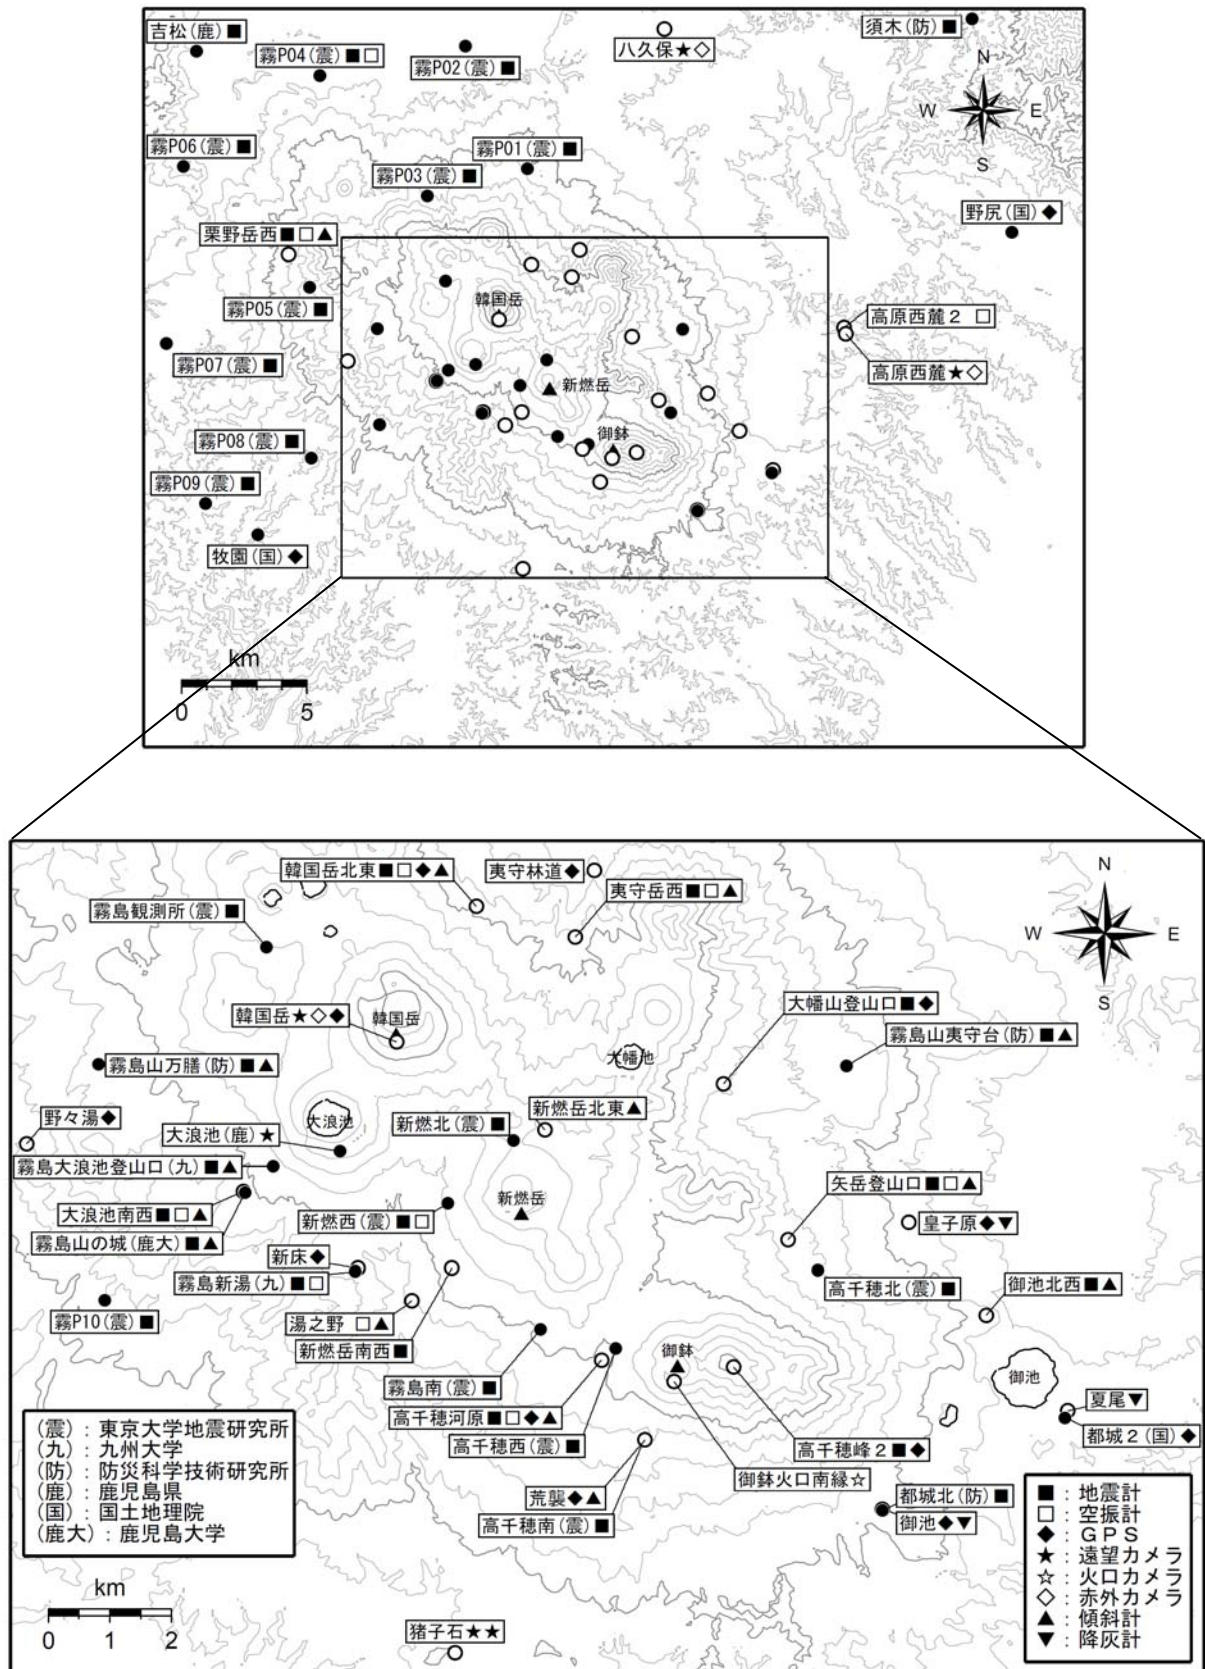 吉松(鹿)■
霧P04(震)■□
霧P02(震)■
八久保★◇
須木(防)■
N
W
E
S
霧P06(震)■
霧P01(震)■
霧P03(震)■
野尻(国)◆
栗野岳西■□▲
霧P05(震)■
韓国岳
高原西麓2 □
霧P07(震)■
高原西麓★◇
新燃岳
霧P08(震)■
御鉢
霧P09(震)■
牧園(国)◆
km
0
5
韓国岳北東■□◆▲
夷守林道◆
夷守岳西■□▲
霧島観測所(震)■
N
W
E
S
韓国岳★◇◆
韓国岳
大幡山登山口■◆
霧島山夷守台(防)■▲
大幡池
霧島山万膳(防)■▲
野々湯◆
大浪池
新燃岳北東▲
新燃北(震)■
大浪池(鹿)★
霧島大浪池登山口(九)■▲
矢岳登山口■□▲
大浪池南西■□▲
新燃西(震)■□
新燃岳
皇子原◆▼
霧島山の城(鹿大)■▲
新床◆
霧島新湯(九)■□
高千穂北(震)■
御池北西■▲
霧P10(震)■
湯之野 □▲
新燃岳南西■
御鉢
御池
霧島南(震)■
夏尾▼
高千穂河原■□◆▲
都城2(国)◆
高千穂西(震)■
高千穂峰2■◆
御鉢火口南縁☆
荒襲◆▲
都城北(防)■
高千穂南(震)■
御池◆▼
(震):東京大学地震研究所
(九):九州大学
(防):防災科学技術研究所
(鹿):鹿児島県
(国):国土地理院
(鹿大):鹿児島大学
■:地震計
□:空振計
◆:GPS
★:遠望カメラ
☆:火口カメラ
◇:赤外カメラ
▲:傾斜計
▼:降灰計
km
0
1
2
猪子石★★